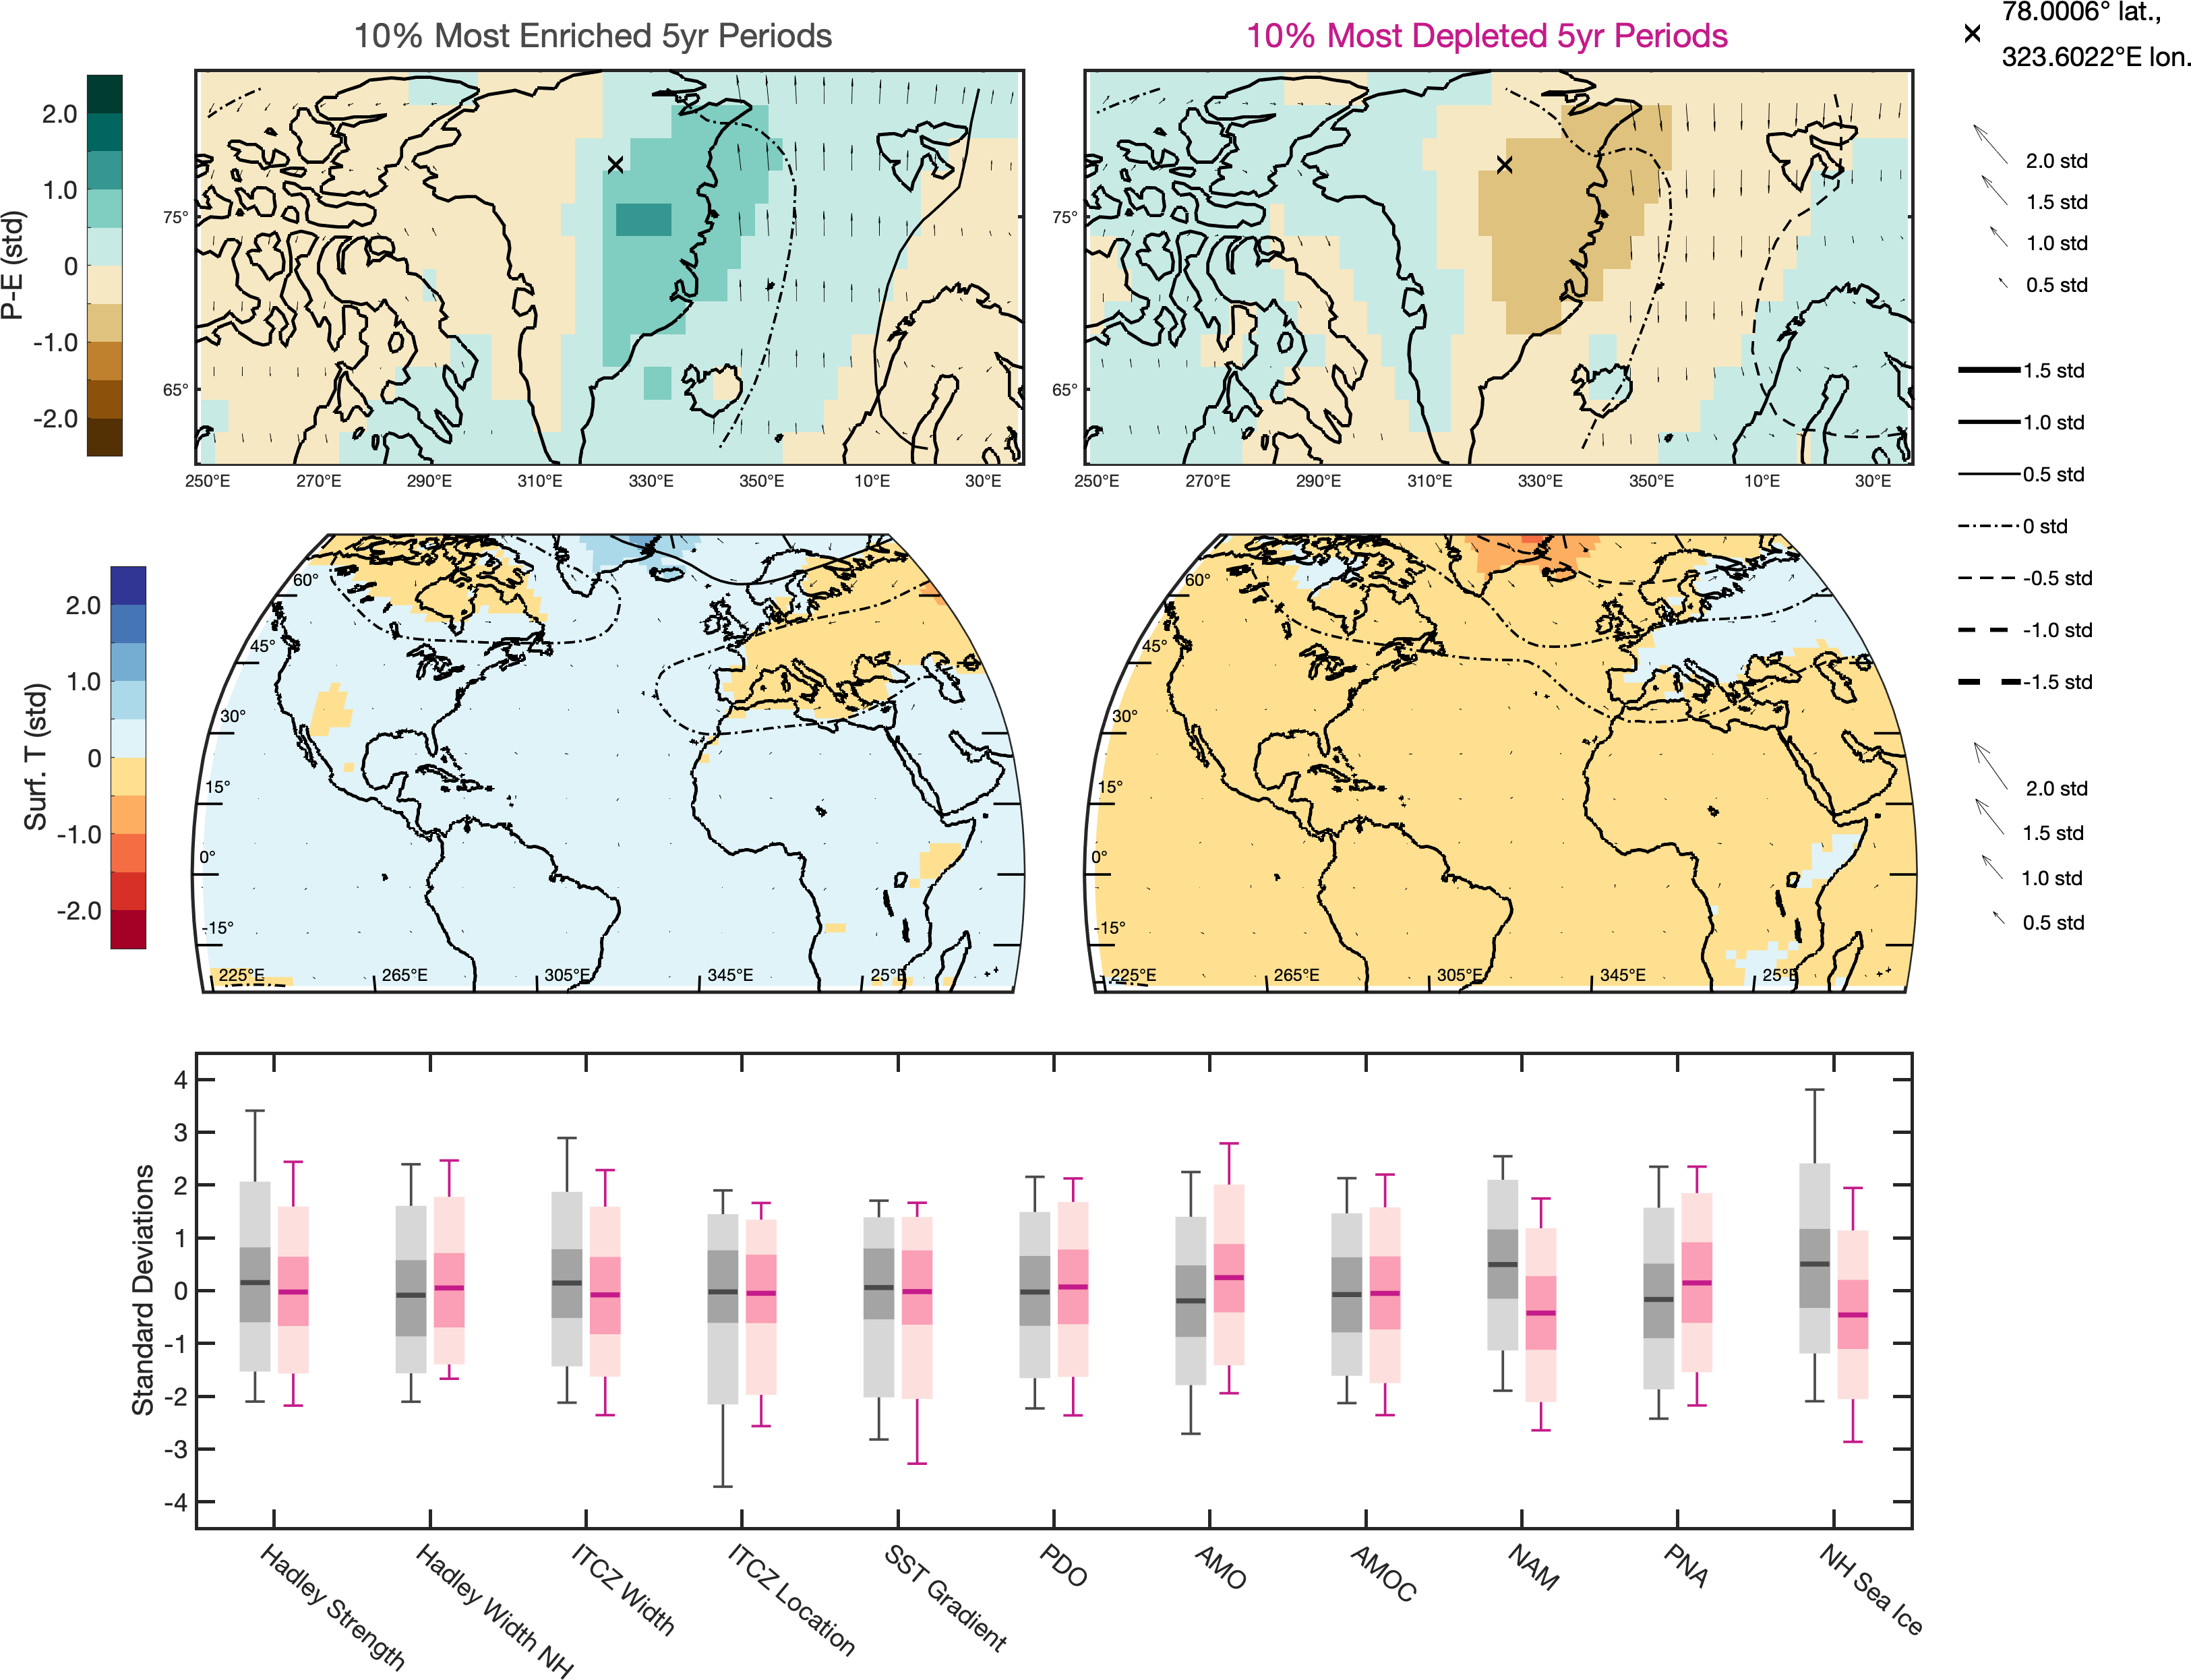 10% Most Enriched 5yr Periods
10% Most Depleted 5yr Periods
78.0006° lat.,
323.6022°E lon.
P-E (std)
2.0
1.0
0
-1.0
-2.0
75°
65°
250°E 270°E 290°E 310°E 330°E 350°E 10°E 30°E
75°
65°
250°E 270°E 290°E 310°E 330°E 350°E 10°E 30°E
2.0 std
1.5 std
1.0 std
0.5 std
1.5 std
1.0 std
0.5 std
0 std
-0.5 std
-1.0 std
-1.5 std
Surf. T (std)
2.0
1.0
0
-1.0
-2.0
60°
45°
30°
15°
0°
-15°
225°E 265°E 305°E 345°E 25°E
60°
45°
30°
15°
0°
-15°
225°E 265°E 305°E 345°E 25°E
2.0 std
1.5 std
1.0 std
0.5 std
Standard Deviations
4
3
2
1
0
-1
-2
-3
-4
Hadley Strength
Hadley Width NH
ITCZ Width
ITCZ Location
SST Gradient
PDO
AMO
AMOC
NAM
PNA
NH Sea Ice